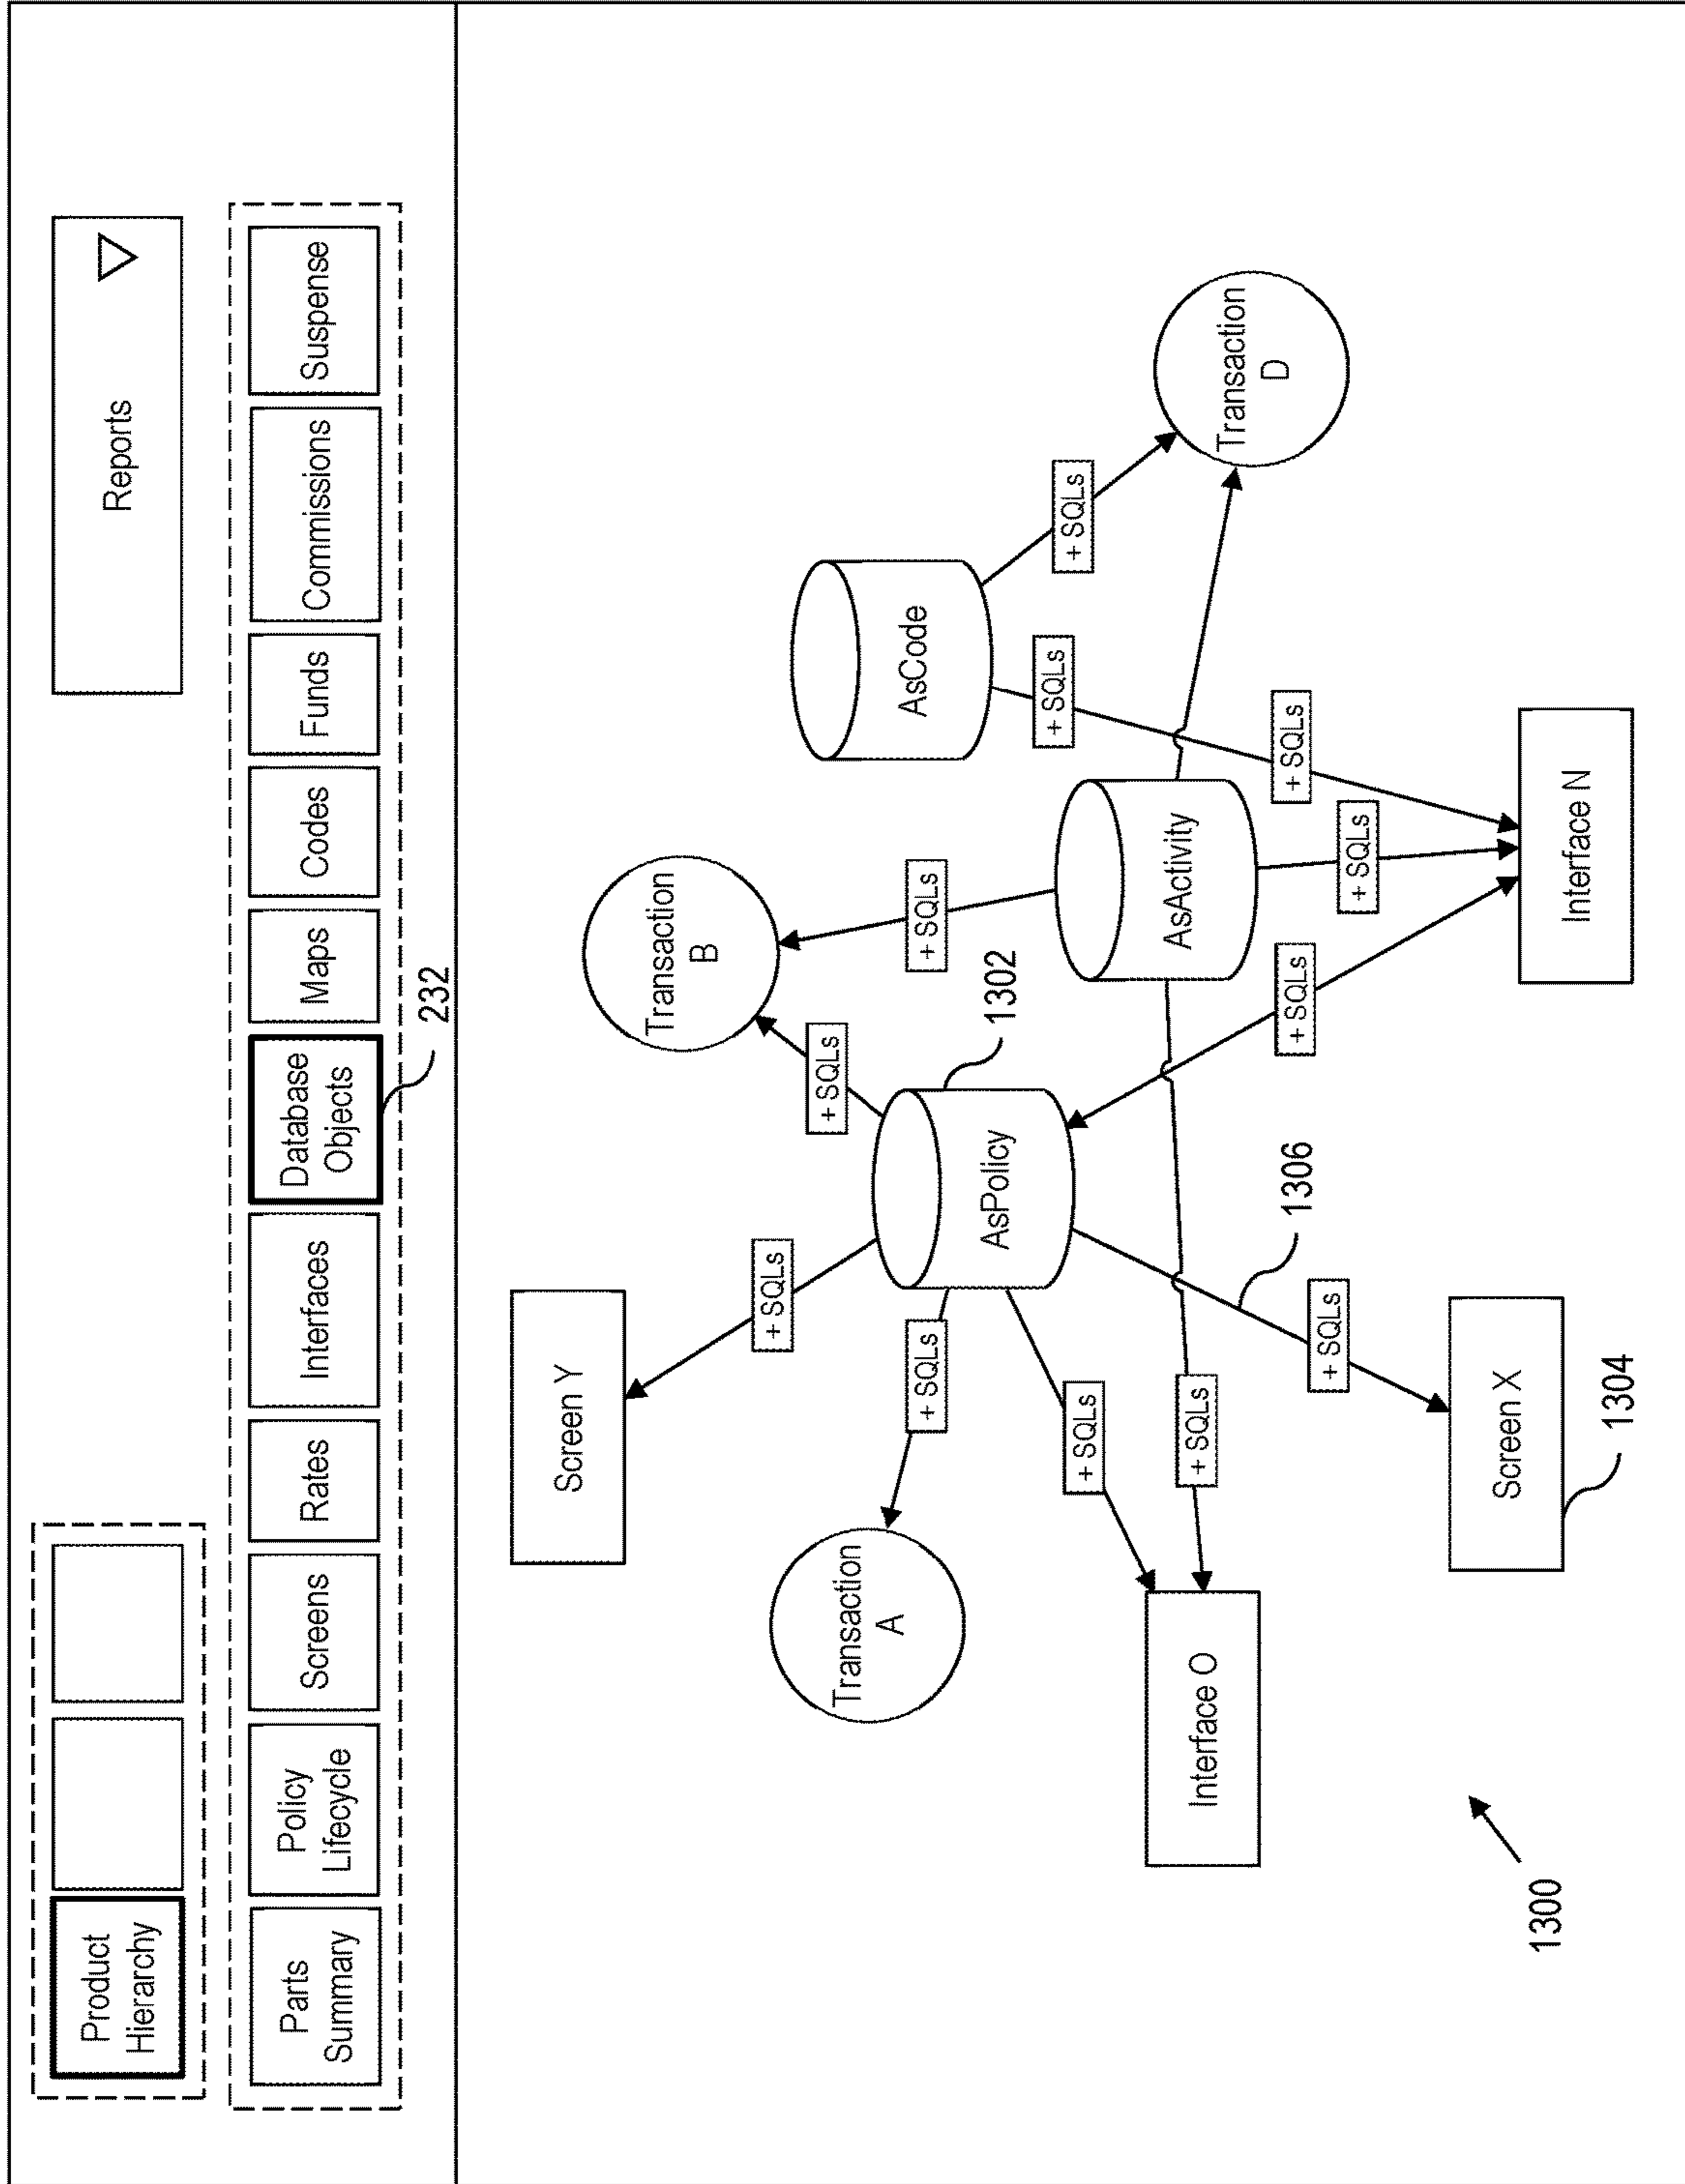 Product
Hierarchy
Reports
Parts
Summary
Policy
Lifecycle
Screens
Rates
Interfaces
Database
Objects
Maps
Codes
Funds
Commissions
Suspense
232
Screen Y
Transaction
B
+ SQLs
+ SQLs
Transaction
A
+ SQLs
+ SQLs
AsCode
AsPolicy
1302
+ SQLs
+ SQLs
+ SQLs
AsActivity
Transaction
D
Interface O
+ SQLs
+ SQLs
+ SQLs
1306
+ SQLs
+ SQLs
Screen X
Interface N
1304
1300